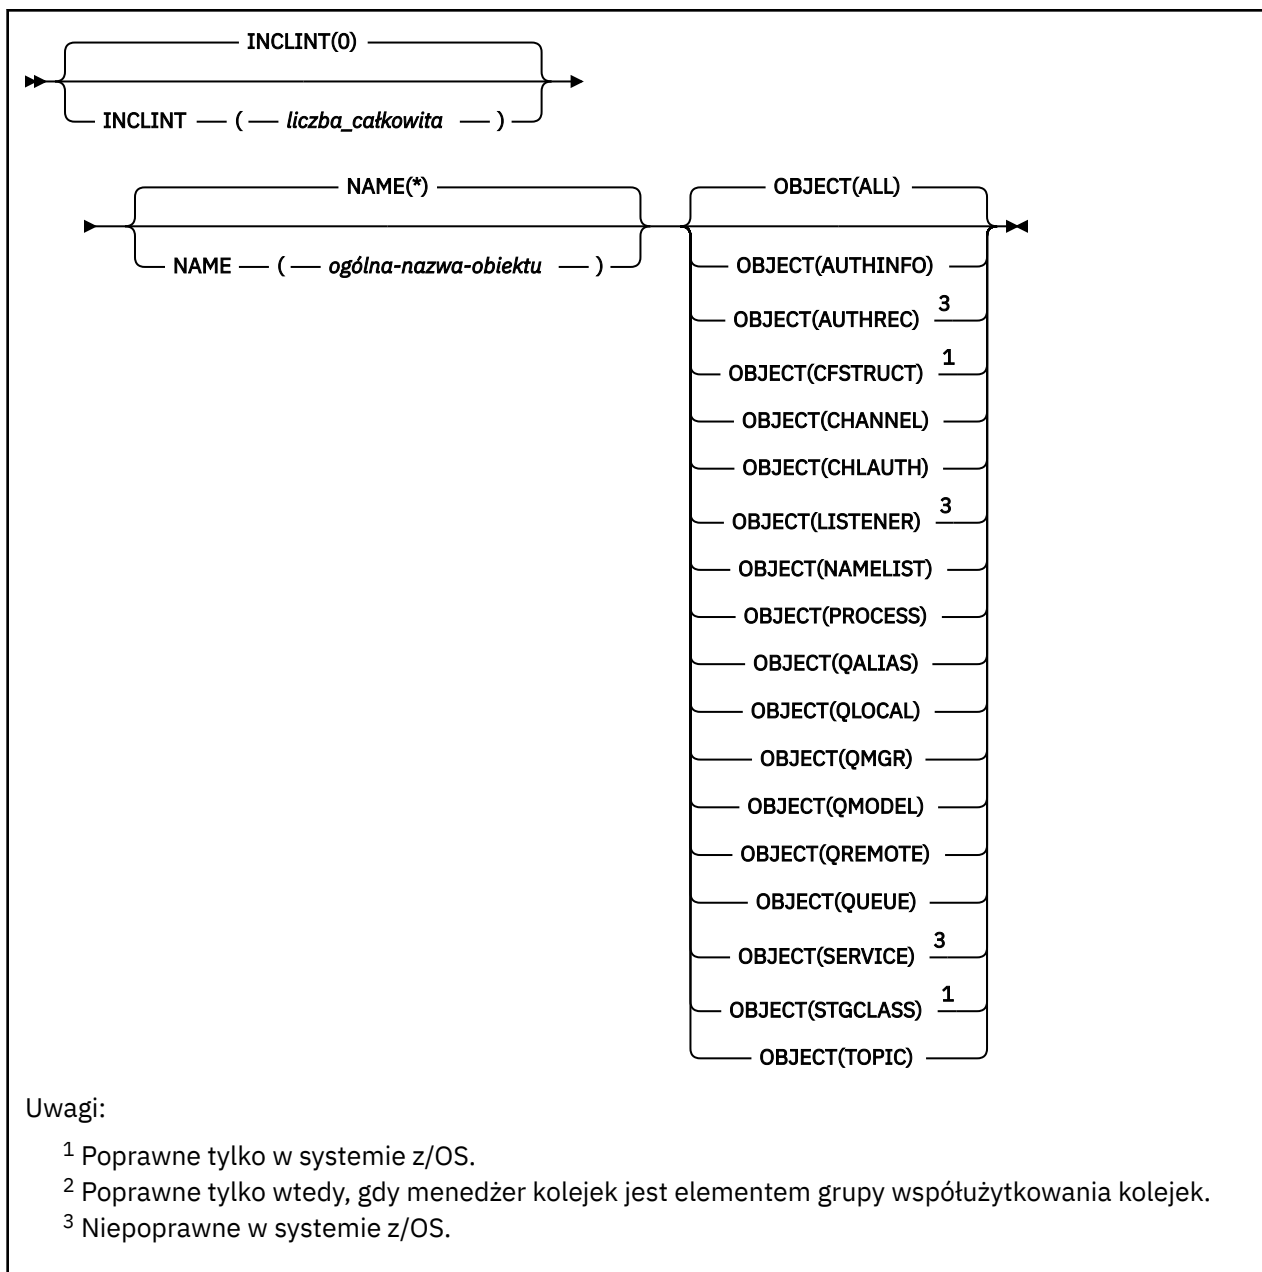 INCLINT(0)
INCLINT ( liczba_całkowita )
NAME(*)
NAME ( ogólna-nazwa-obiektu )
OBJECT(ALL)
OBJECT(AUTHINFO)
OBJECT(AUTHREC) 3
OBJECT(CFSTRUCT) 1
OBJECT(CHANNEL)
OBJECT(CHLAUTH)
OBJECT(LISTENER) 3
OBJECT(NAMELIST)
OBJECT(PROCESS)
OBJECT(QALIAS)
OBJECT(QLOCAL)
OBJECT(QMGR)
OBJECT(QMODEL)
OBJECT(QREMOTE)
OBJECT(QUEUE)
OBJECT(SERVICE) 3
OBJECT(STGCLASS) 1
OBJECT(TOPIC)
Uwagi:
1 Poprawne tylko w systemie z/OS.
2 Poprawne tylko wtedy, gdy menedżer kolejek jest elementem grupy współużytkowania kolejek.
3 Niepoprawne w systemie z/OS.